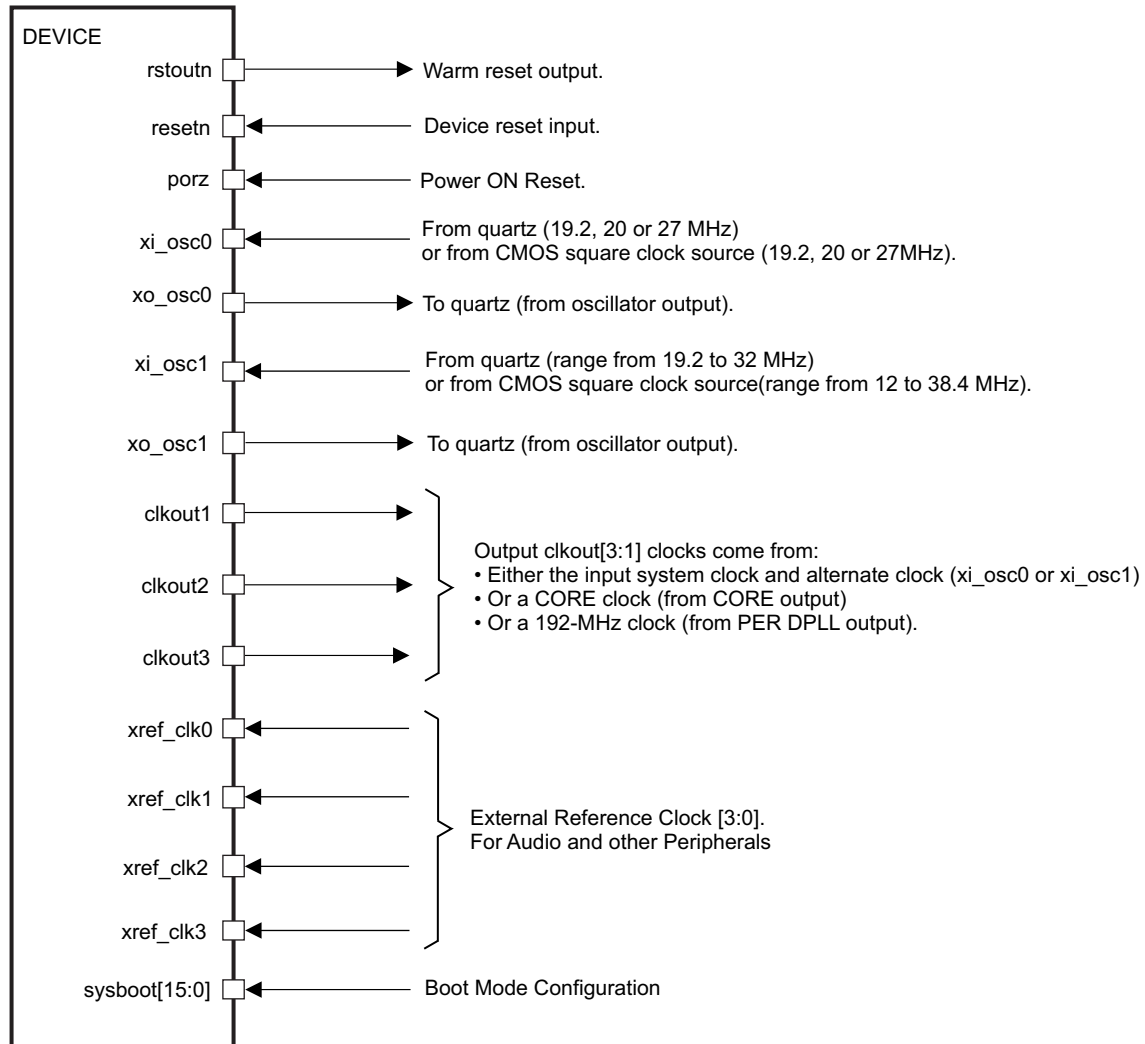 DEVICE
rstoutn
Warm reset output.
resetn
Device reset input.
porz
Power ON Reset.
xi_osc0
From quartz (19.2, 20 or 27 MHz)
or from CMOS square clock source (19.2, 20 or 27MHz).
xo_osc0
To quartz (from oscillator output).
xi_osc1
From quartz (range from 19.2 to 32 MHz)
or from CMOS square clock source(range from 12 to 38.4 MHz).
xo_osc1
To quartz (from oscillator output).
clkout1
clkout2
clkout3
Output clkout[3:1] clocks come from:
• Either the input system clock and alternate clock (xi_osc0 or xi_osc1)
• Or a CORE clock (from CORE output)
• Or a 192-MHz clock (from PER DPLL output).
xref_clk0
xref_clk1
xref_clk2
xref_clk3
External Reference Clock [3:0].
For Audio and other Peripherals
sysboot[15:0]
Boot Mode Configuration